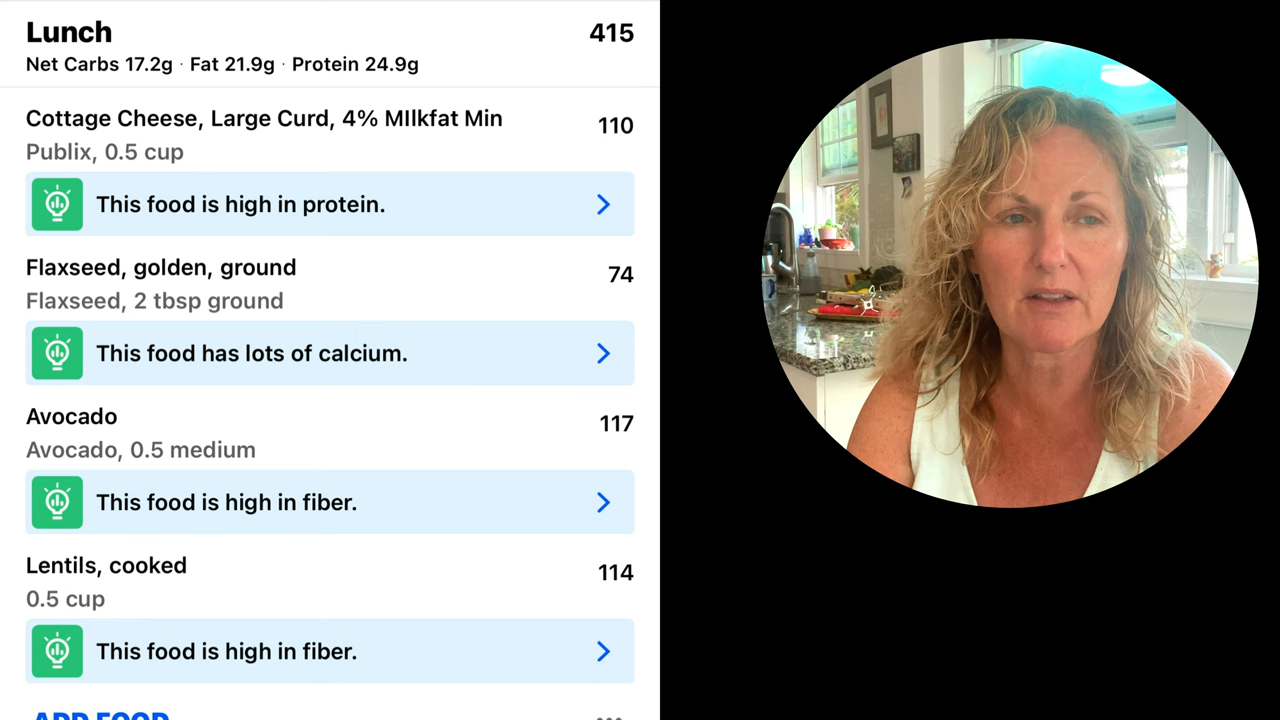 Lunch 415
Net Carbs 17.2g · Fat 21.9g · Protein 24.9g
Cottage Cheese, Large Curd, 4% MIlkfat Min 110
Publix, 0.5 cup
This food is high in protein.
Flaxseed, golden, ground 74
Flaxseed, 2 tbsp ground
This food has lots of calcium.
Avocado 117
Avocado, 0.5 medium
This food is high in fiber.
Lentils, cooked 114
0.5 cup
This food is high in fiber.
ADD FOOD